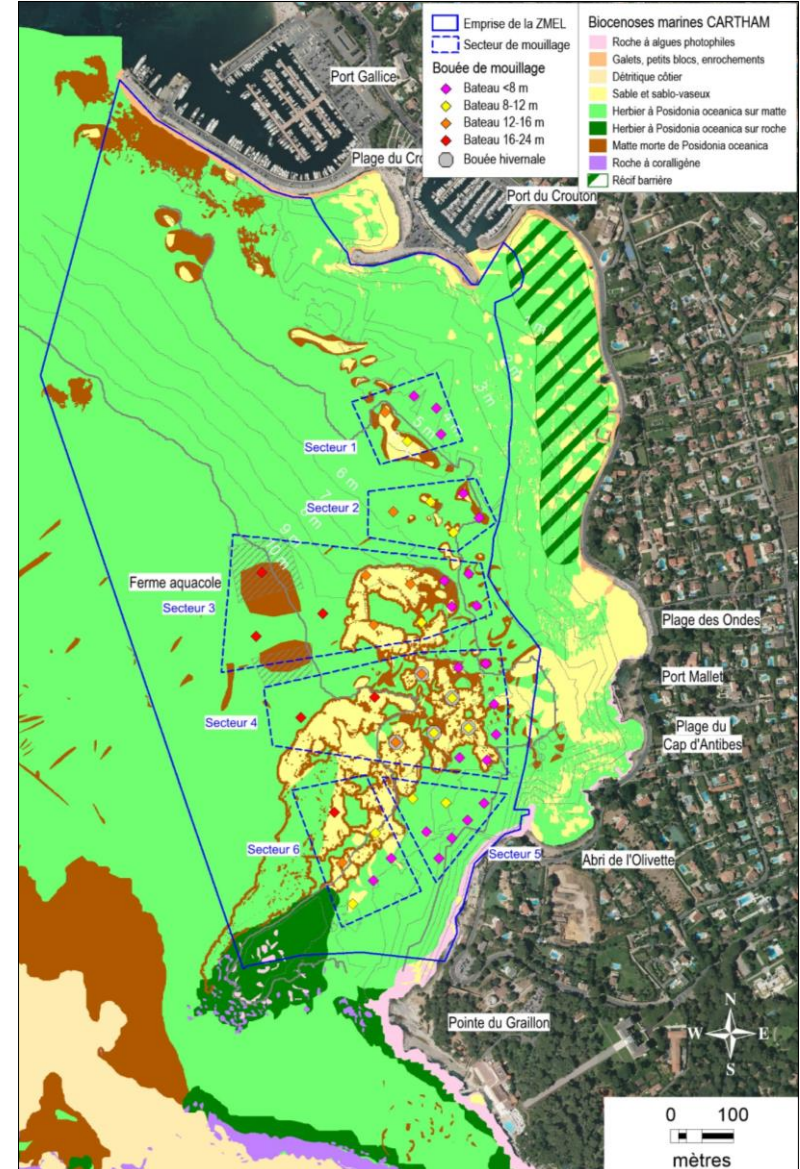 Emprise de la ZMEL
Secteur de mouillage
Bouée de mouillage
Bateau <8 m
Bateau 8-12 m
Bateau 12-16 m
Bateau 16-24 m
Bouée hivernale
Biocenoses marines CARTHAM
Roche à algues photophiles
Galets, petits blocs, enrochements
Détritique côtier
Sable et sablo-vaseux
Herbier à Posidonia oceanica sur matte
Herbier à Posidonia oceanica sur roche
Matte morte de Posidonia oceanica
Roche à coralligène
Récif barrière
Port Gallice
Plage du Cro
Port du Crouton
3 m
5 m
Secteur 1
6 m
Secteur 2
10 m
Ferme aquacole
Secteur 3
Plage des Ondes
Port Mallet
Secteur 4
Plage du
Cap d'Antibes
Secteur 6
Secteur 5
Abri de l'Olivette
Pointe du Graillon
N
W E
S
0 100
mètres